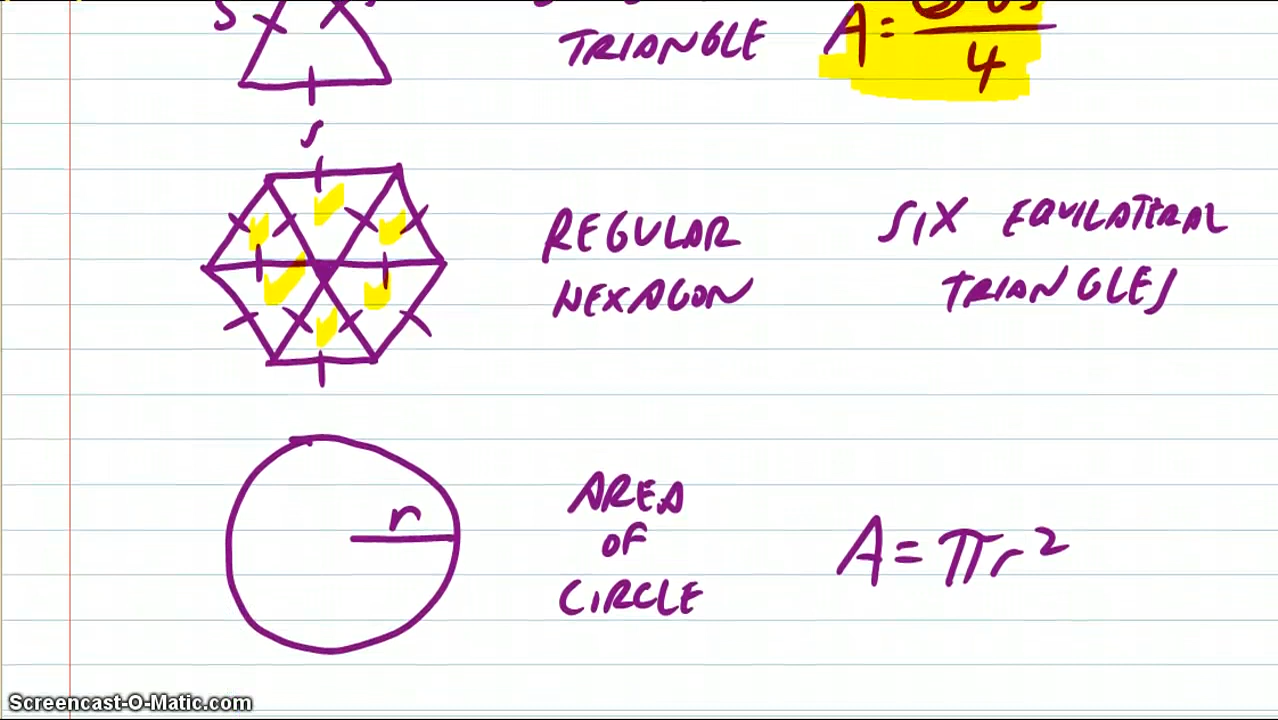 S
TRIANGLE
A =
4
s
REGULAR
HEXAGON
SIX EQUILATERAL
TRIANGLES
r
AREA
OF
CIRCLE
A = πr²
Screencast-O-Matic.com